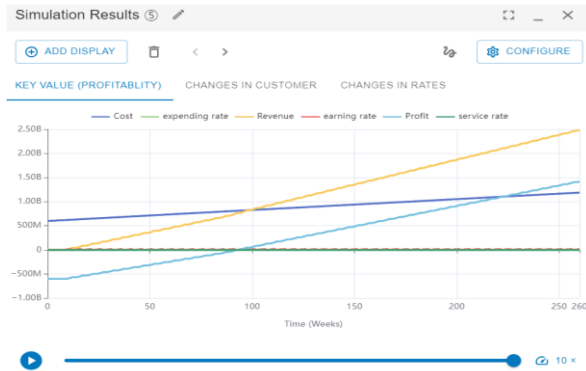 Simulation Results 5
ADD DISPLAY
CONFIGURE
KEY VALUE (PROFITABLITY) CHANGES IN CUSTOMER CHANGES IN RATES
Cost expending rate Revenue earning rate Profit service rate
2.50B
2.00B
1.50B
1.00B
500M
0
−500M
−1.00B
0 50 100 150 200 250 260
Time (Weeks)
10 ×